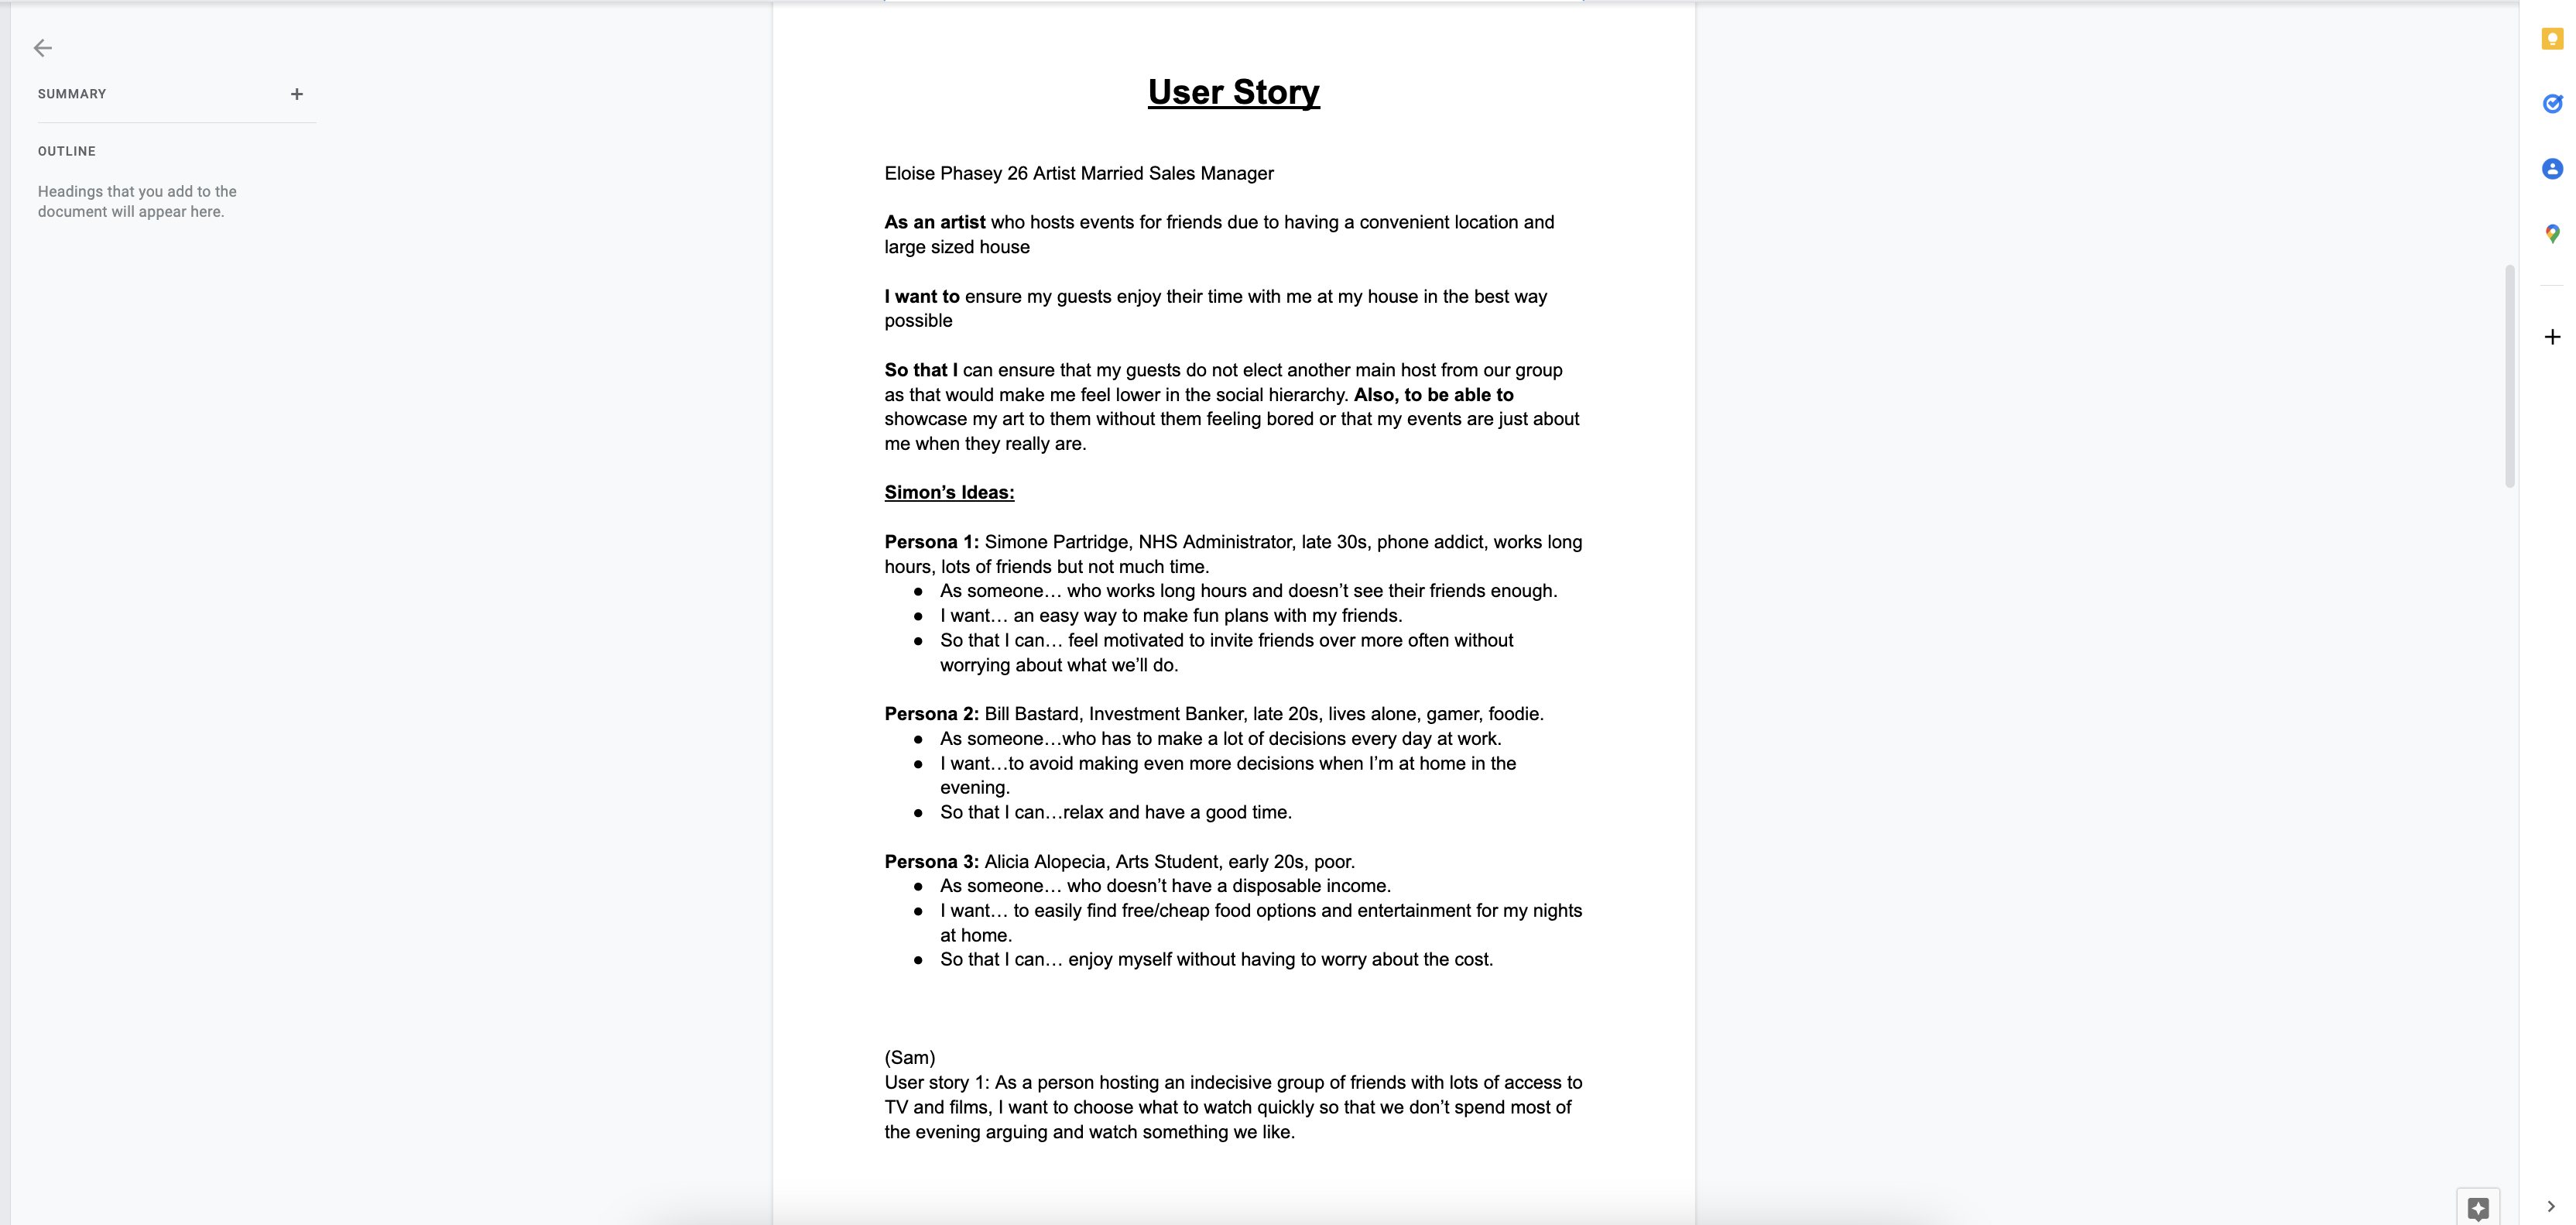 SUMMARY
OUTLINE
Headings that you add to the
document will appear here.
User Story
Eloise Phasey 26 Artist Married Sales Manager
As an artist who hosts events for friends due to having a convenient location and
large sized house
I want to ensure my guests enjoy their time with me at my house in the best way
possible
So that I can ensure that my guests do not elect another main host from our group
as that would make me feel lower in the social hierarchy. Also, to be able to
showcase my art to them without them feeling bored or that my events are just about
me when they really are.
Simon’s Ideas:
Persona 1: Simone Partridge, NHS Administrator, late 30s, phone addict, works long
hours, lots of friends but not much time.
● As someone… who works long hours and doesn’t see their friends enough.
● I want… an easy way to make fun plans with my friends.
● So that I can… feel motivated to invite friends over more often without
worrying about what we’ll do.
Persona 2: Bill Bastard, Investment Banker, late 20s, lives alone, gamer, foodie.
● As someone…who has to make a lot of decisions every day at work.
● I want…to avoid making even more decisions when I’m at home in the
evening.
● So that I can…relax and have a good time.
Persona 3: Alicia Alopecia, Arts Student, early 20s, poor.
● As someone… who doesn’t have a disposable income.
● I want… to easily find free/cheap food options and entertainment for my nights
at home.
● So that I can… enjoy myself without having to worry about the cost.
(Sam)
User story 1: As a person hosting an indecisive group of friends with lots of access to
TV and films, I want to choose what to watch quickly so that we don’t spend most of
the evening arguing and watch something we like.